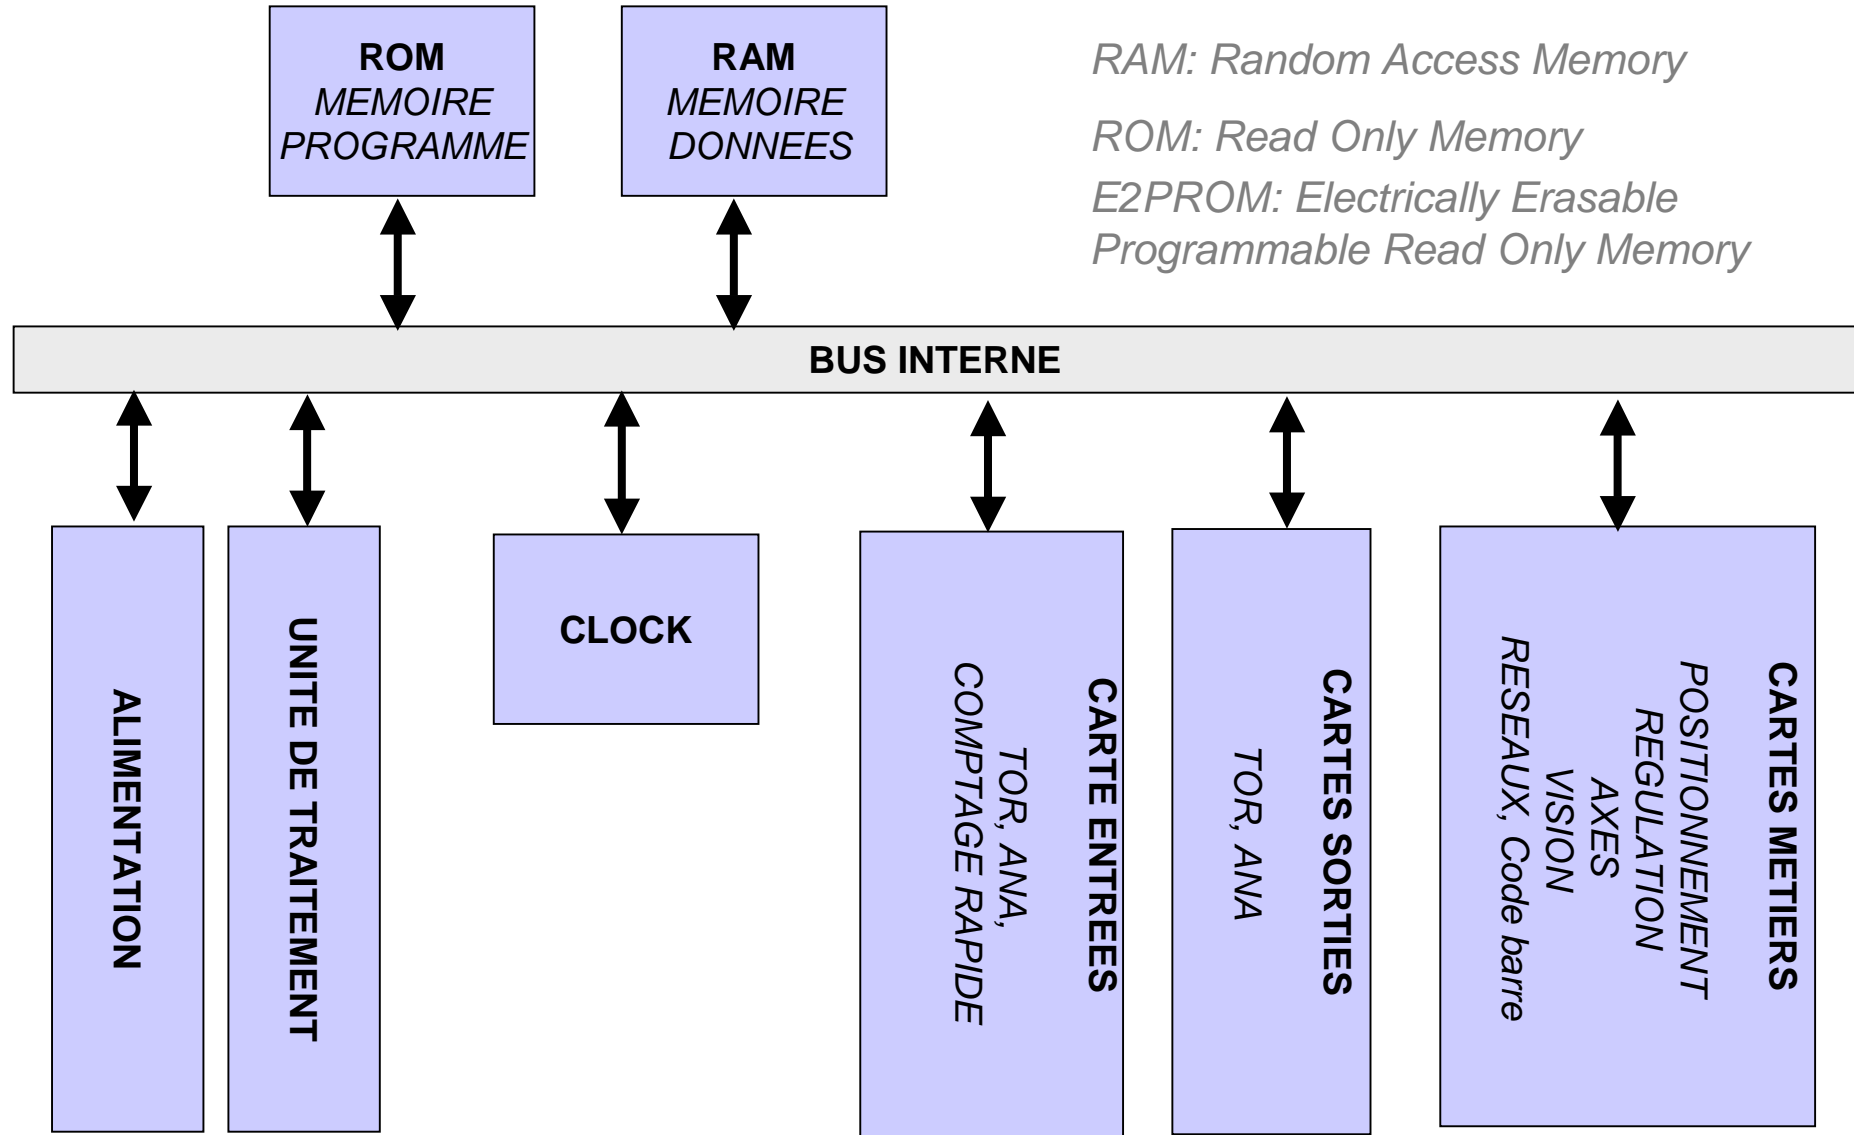 ROM
MEMOIRE
PROGRAMME
RAM
MEMOIRE
DONNEES
RAM: Random Access Memory
ROM: Read Only Memory
E2PROM: Electrically Erasable
Programmable Read Only Memory
BUS INTERNE
ALIMENTATION
UNITE DE TRAITEMENT
CLOCK
CARTE ENTREES
TOR, ANA,
COMPTAGE RAPIDE
CARTES SORTIES
TOR, ANA
CARTES METIERS
POSITIONNEMENT
REGULATION
AXES
VISION
RESEAUX, Code barre